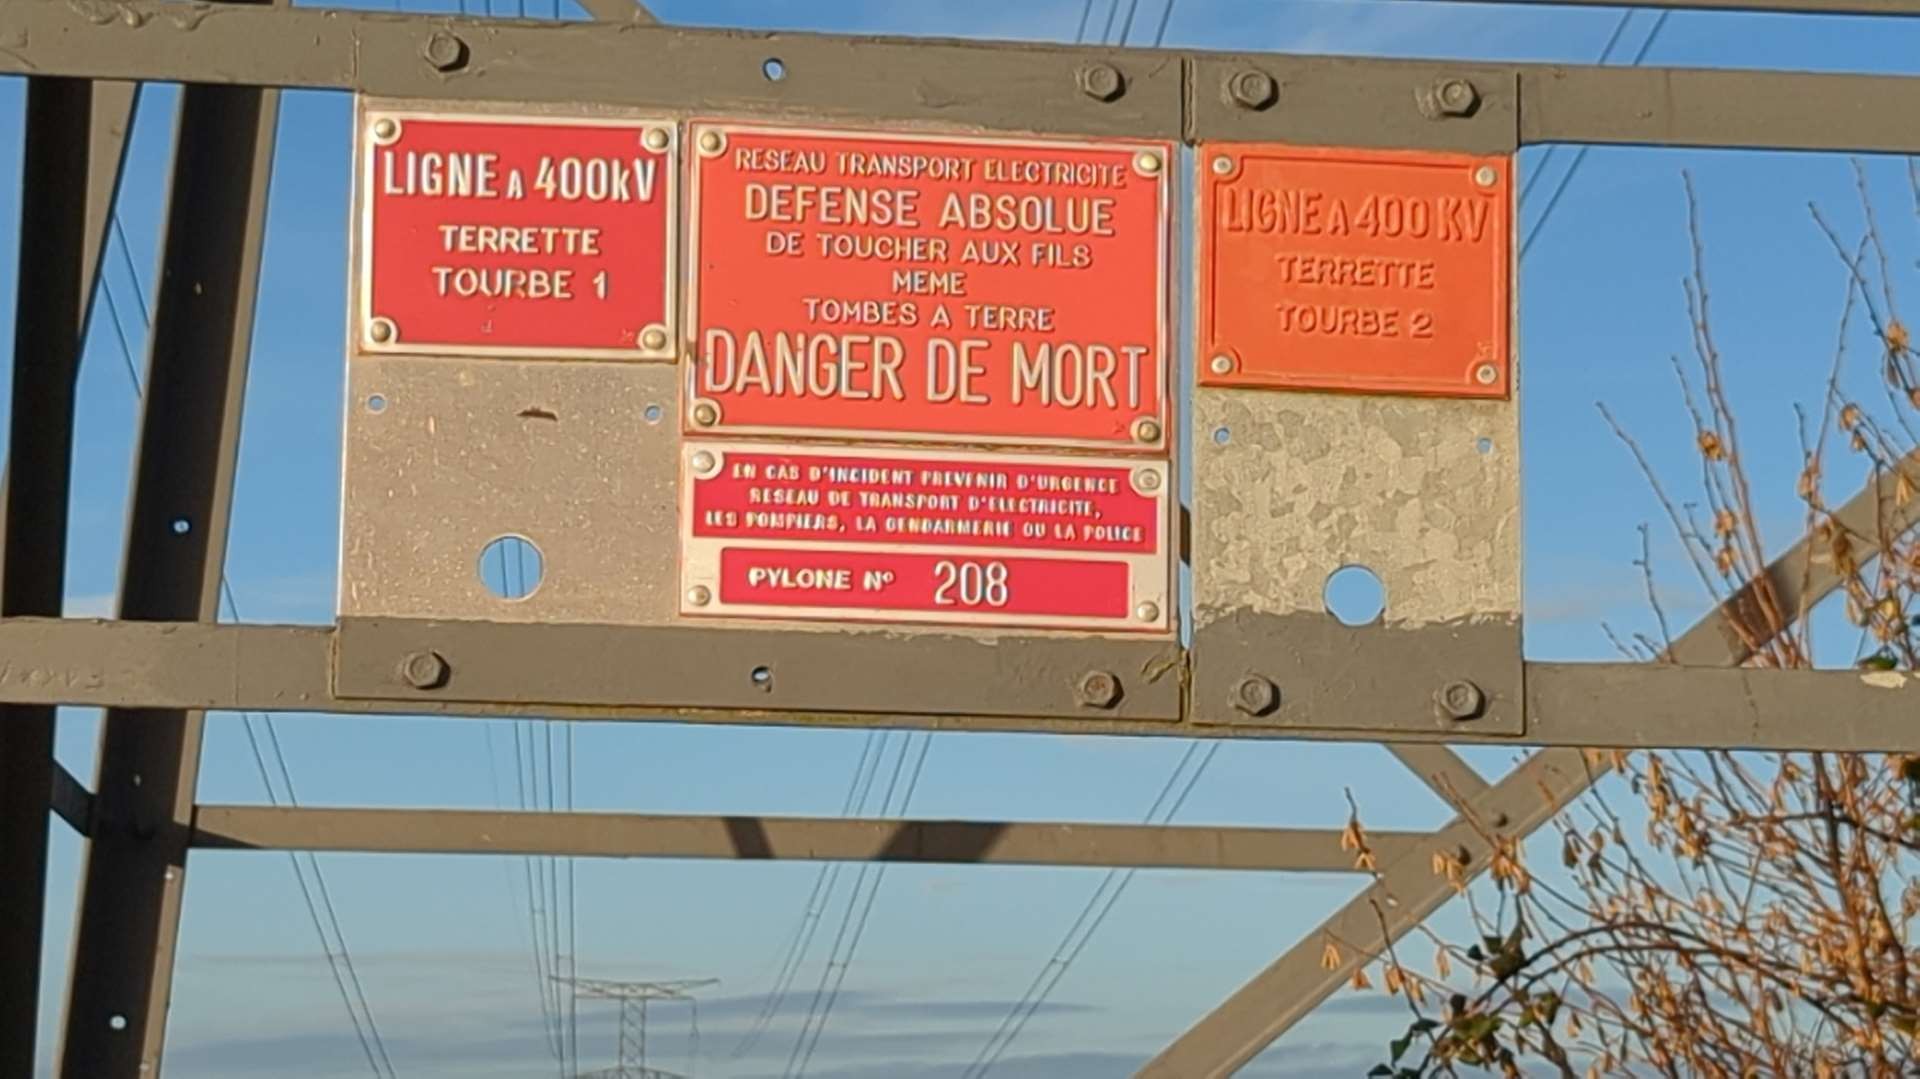 LIGNE A 400kV
TERRETTE
TOURBE 1
RESEAU TRANSPORT ELECTRICITE
DEFENSE ABSOLUE
DE TOUCHER AUX FILS
MEME
TOMBES A TERRE
DANGER DE MORT
EN CAS D'INCIDENT PREVENIR D'URGENCE
RESEAU DE TRANSPORT D'ELECTRICITE,
LES POMPIERS, LA GENDARMERIE OU LA POLICE
PYLONE Nº 208
LIGNE A 400 KV
TERRETTE
TOURBE 2